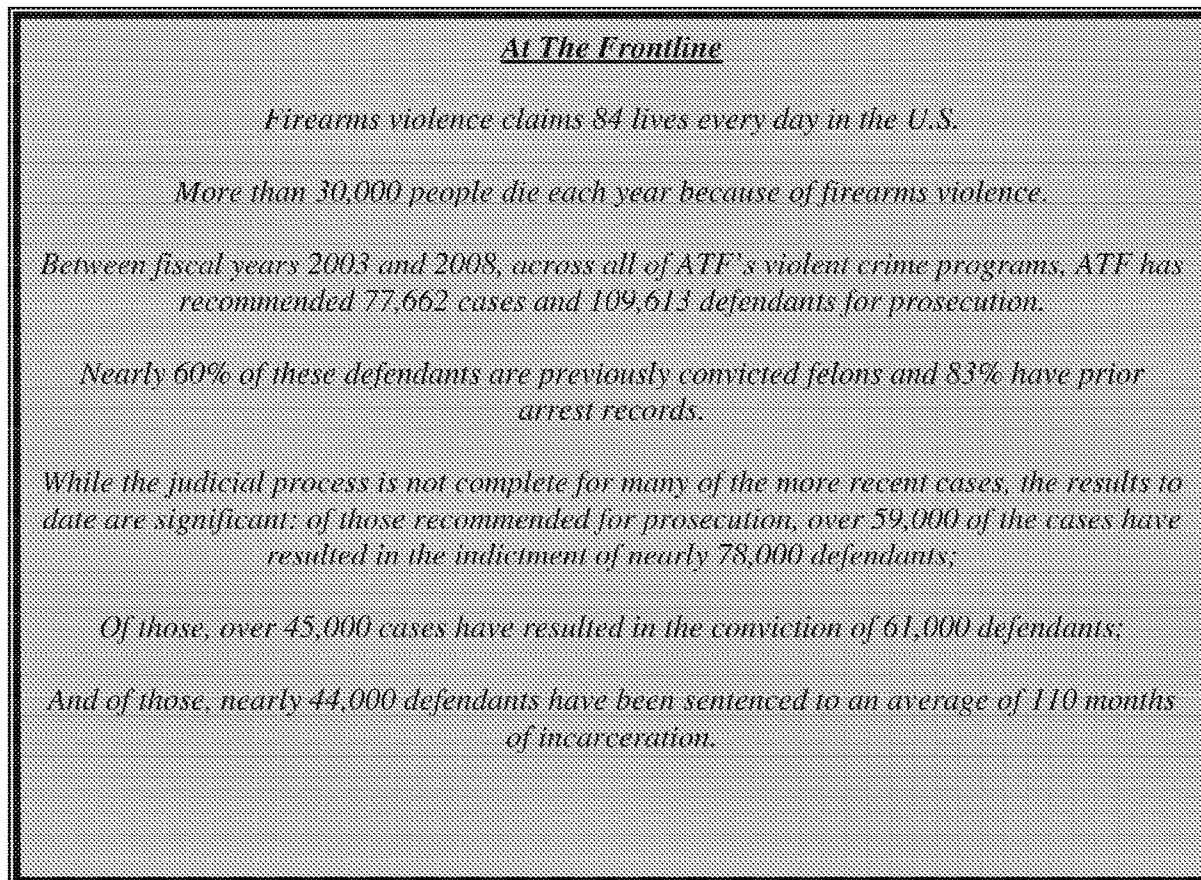 At The Frontline
Firearms violence claims 84 lives every day in the U.S.
More than 30,000 people die each year because of firearms violence.
Between fiscal years 2003 and 2008, across all of ATF's violent crime programs, ATF has
recommended 77,662 cases and 109,613 defendants for prosecution.
Nearly 60% of these defendants are previously convicted felons and 83% have prior
arrest records.
While the judicial process is not complete for many of the more recent cases, the results to
date are significant: of those recommended for prosecution, over 59,000 of the cases have
resulted in the indictment of nearly 78,000 defendants;
Of those, over 45,000 cases have resulted in the conviction of 61,000 defendants;
And of those, nearly 44,000 defendants have been sentenced to an average of 110 months
of incarceration.